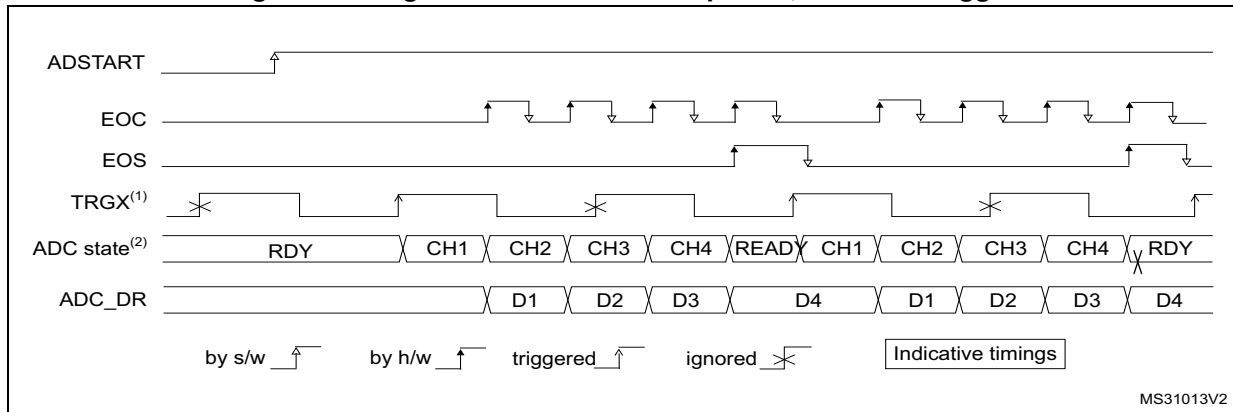 ADSTART
EOC
EOS
TRGX(1)
ADC state(2) RDY CH1 CH2 CH3 CH4 READY CH1 CH2 CH3 CH4 RDY
ADC_DR D1 D2 D3 D4 D1 D2 D3 D4
by s/w by h/w triggered ignored Indicative timings
MS31013V2